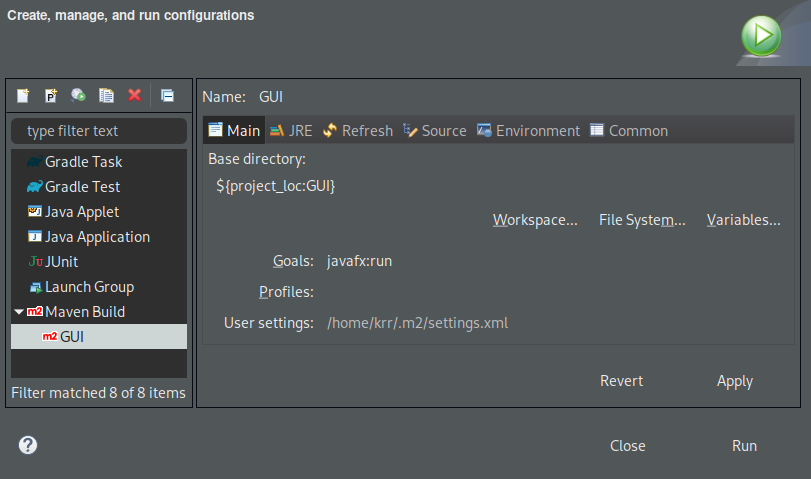 Create, manage, and run configurations
type filter text
Gradle Task
Gradle Test
Java Applet
Java Application
JUnit
Launch Group
Maven Build
GUI
Filter matched 8 of 8 items
Name: GUI
Main JRE Refresh Source Environment Common
Base directory:
${project_loc:GUI}
Workspace... File System... Variables...
Goals: javafx:run
Profiles:
User settings: /home/krr/.m2/settings.xml
Revert Apply
Close Run